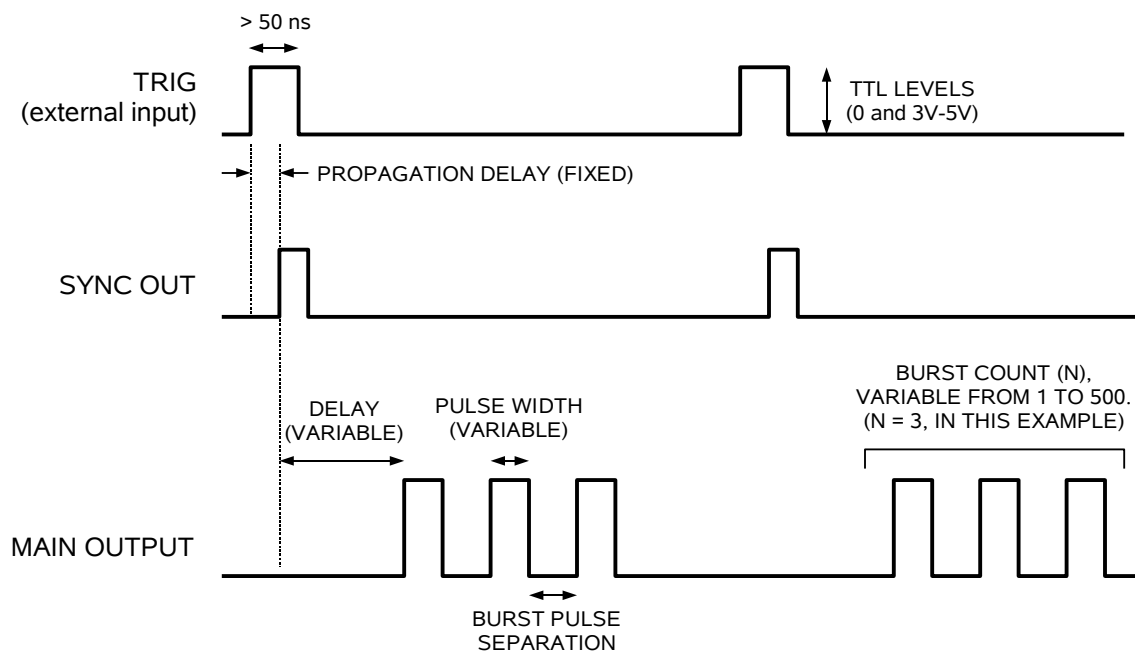 > 50 ns
TRIG
(external input)
TTL LEVELS
(0 and 3V-5V)
PROPAGATION DELAY (FIXED)
SYNC OUT
BURST COUNT (N),
VARIABLE FROM 1 TO 500.
(N = 3, IN THIS EXAMPLE)
DELAY
(VARIABLE)
PULSE WIDTH
(VARIABLE)
MAIN OUTPUT
BURST PULSE
SEPARATION